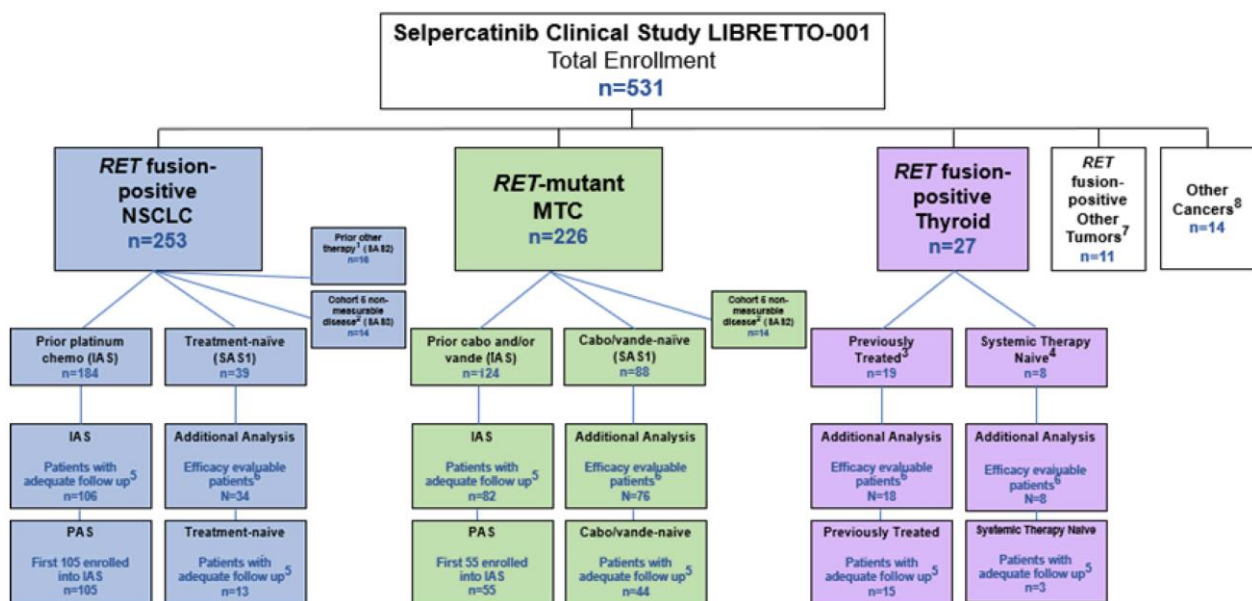 Selpercatinib Clinical Study LIBRETTO-001
Total Enrollment
n=531
RET fusion-
positive
NSCLC
n=253
Prior other
therapy1 (SAS2)
n=16
Cohort 6 non-
measurable
disease2 (SAS3)
n=14
RET-mutant
MTC
n=226
Cohort 6 non-
measurable
disease2 (SAS2)
n=14
RET fusion-
positive
Thyroid
n=27
RET
fusion-
positive
Other
Tumors7
n=11
Other
Cancers8
n=14
Prior platinum
chemo (IAS)
n=184
Treatment-naïve
(SAS1)
n=39
Prior cabo and/or
vande (IAS)
n=124
Cabo/vande-naïve
(SAS1)
n=88
Previously
Treated3
n=19
Systemic Therapy
Naive4
n=8
IAS
Patients with
adequate follow up5
n=106
Additional Analysis
Efficacy evaluable
patients6
N=34
IAS
Patients with
adequate follow up5
n=82
Additional Analysis
Efficacy evaluable
patients6
N=76
Additional Analysis
Efficacy evaluable
patients6
N=18
Additional Analysis
Efficacy evaluable
patients6
N=8
PAS
First 105 enrolled
into IAS
n=105
Treatment-naïve
Patients with
adequate follow up5
n=13
PAS
First 55 enrolled
into IAS
n=55
Cabo/vande-naive
Patients with
adequate follow up5
n=44
Previously Treated
Patients with
adequate follow up5
n=15
Systemic Therapy Naive
Patients with
adequate follow up5
n=3